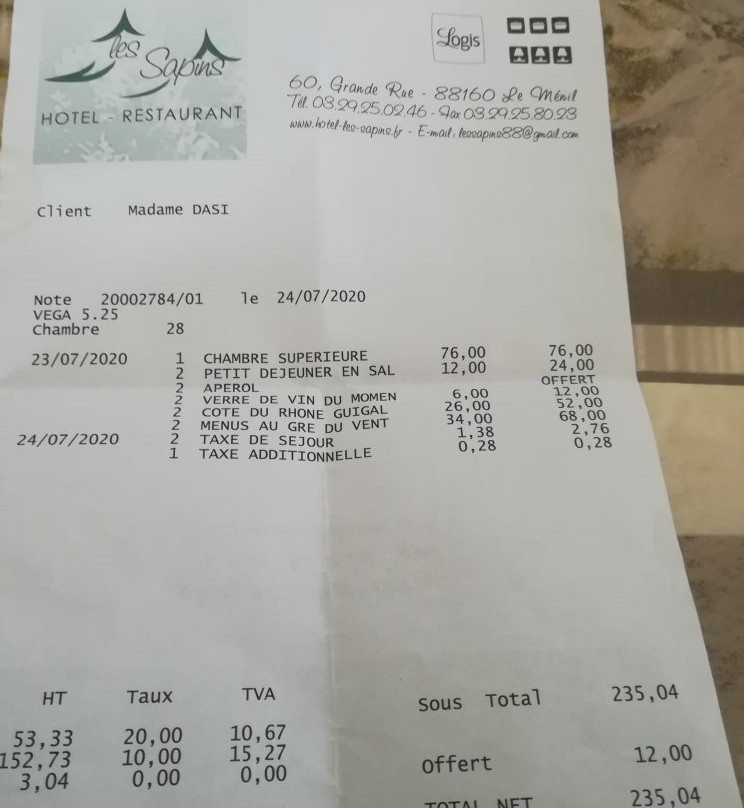 les Sapins
HOTEL - RESTAURANT
Logis
60, Grande Rue - 88160 Le Ménil
Tél. 03.29.25.02.46 - Fax 03.29.25.80.23
www.hotel-les-sapins.fr - E-mail. lessapins88@gmail.com
Client Madame DASI
Note 20002784/01 le 24/07/2020
VEGA 5.25
Chambre 28
23/07/2020 1 CHAMBRE SUPERIEURE 76,00 76,00
2 PETIT DEJEUNER EN SAL 12,00 24,00
2 APEROL OFFERT
2 VERRE DE VIN DU MOMEN 6,00 12,00
2 COTE DU RHONE GUIGAL 26,00 52,00
2 MENUS AU GRE DU VENT 34,00 68,00
24/07/2020 2 TAXE DE SEJOUR 1,38 2,76
1 TAXE ADDITIONNELLE 0,28 0,28
HT Taux TVA Sous Total 235,04
53,33 20,00 10,67
152,73 10,00 15,27 Offert 12,00
3,04 0,00 0,00
TOTAL NET 235,04